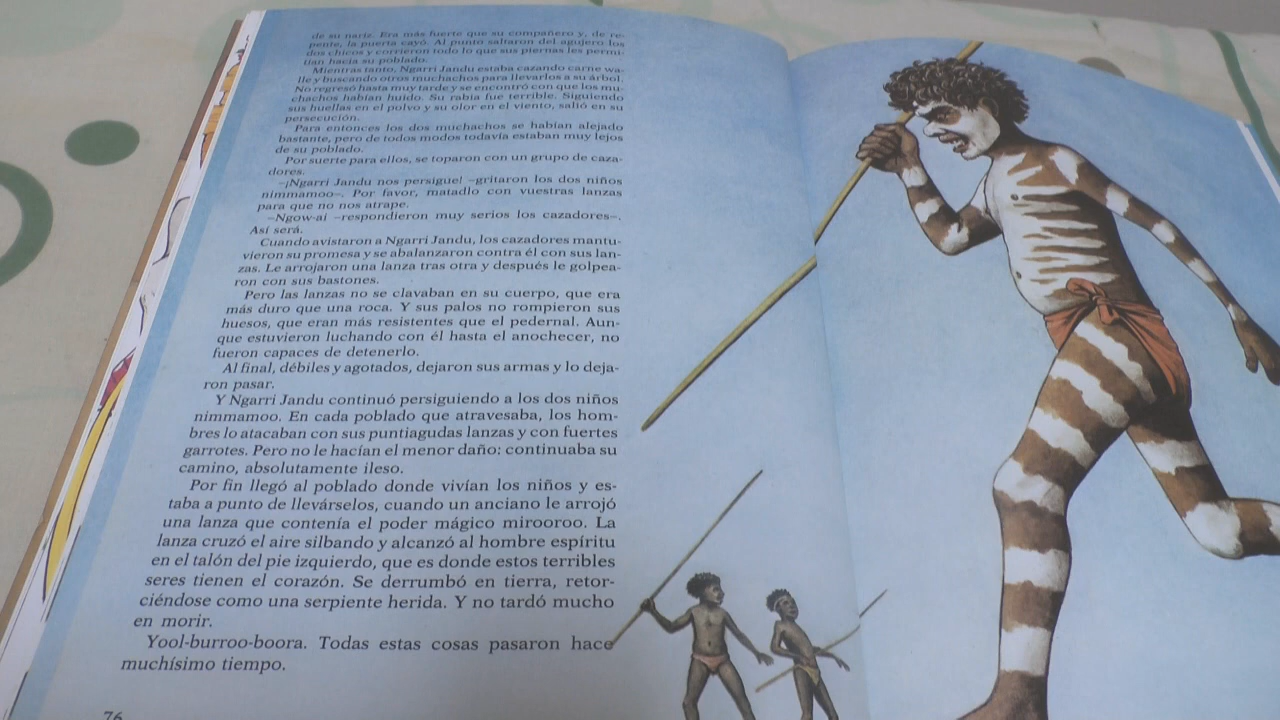 de su nariz. Era más fuerte que su compañero y, de re-
pente, la puerta cayó. Al punto saltaron del agujero los
dos chicos y corrieron todo lo que sus piernas les permi-
tían hacia su poblado.
Mientras tanto, Ngarri Jandu estaba cazando carne wa-
lle y buscando otros muchachos para llevarlos a su árbol.
No regresó hasta muy tarde y se encontró con que los mu-
chachos habían huido. Su rabia fue terrible. Siguiendo
sus huellas en el polvo y su olor en el viento, salió en su
persecución.
Para entonces los dos muchachos se habían alejado
bastante, pero de todos modos todavía estaban muy lejos
de su poblado.
Por suerte para ellos, se toparon con un grupo de caza-
dores.
–¡Ngarri Jandu nos persigue! –gritaron los dos niños
nimmamoo–. Por favor, matadlo con vuestras lanzas
para que no nos atrape.
–Ngow-ai –respondieron muy serios los cazadores–.
Así será.
Cuando avistaron a Ngarri Jandu, los cazadores mantu-
vieron su promesa y se abalanzaron contra él con sus lan-
zas. Le arrojaron una lanza tras otra y después le golpea-
ron con sus bastones.
Pero las lanzas no se clavaban en su cuerpo, que era
más duro que una roca. Y sus palos no rompieron sus
huesos, que eran más resistentes que el pedernal. Aun-
que estuvieron luchando con él hasta el anochecer, no
fueron capaces de detenerlo.
Al final, débiles y agotados, dejaron sus armas y lo deja-
ron pasar.
Y Ngarri Jandu continuó persiguiendo a los dos niños
nimmamoo. En cada poblado que atravesaba, los hom-
bres lo atacaban con sus puntiagudas lanzas y con fuertes
garrotes. Pero no le hacían el menor daño: continuaba su
camino, absolutamente ileso.
Por fin llegó al poblado donde vivían los niños y es-
taba a punto de llevárselos, cuando un anciano le arrojó
una lanza que contenía el poder mágico mirooroo. La
lanza cruzó el aire silbando y alcanzó al hombre espíritu
en el talón del pie izquierdo, que es donde estos terribles
seres tienen el corazón. Se derrumbó en tierra, retor-
ciéndose como una serpiente herida. Y no tardó mucho
en morir.
Yool-burroo-boora. Todas estas cosas pasaron hace
muchísimo tiempo.
76